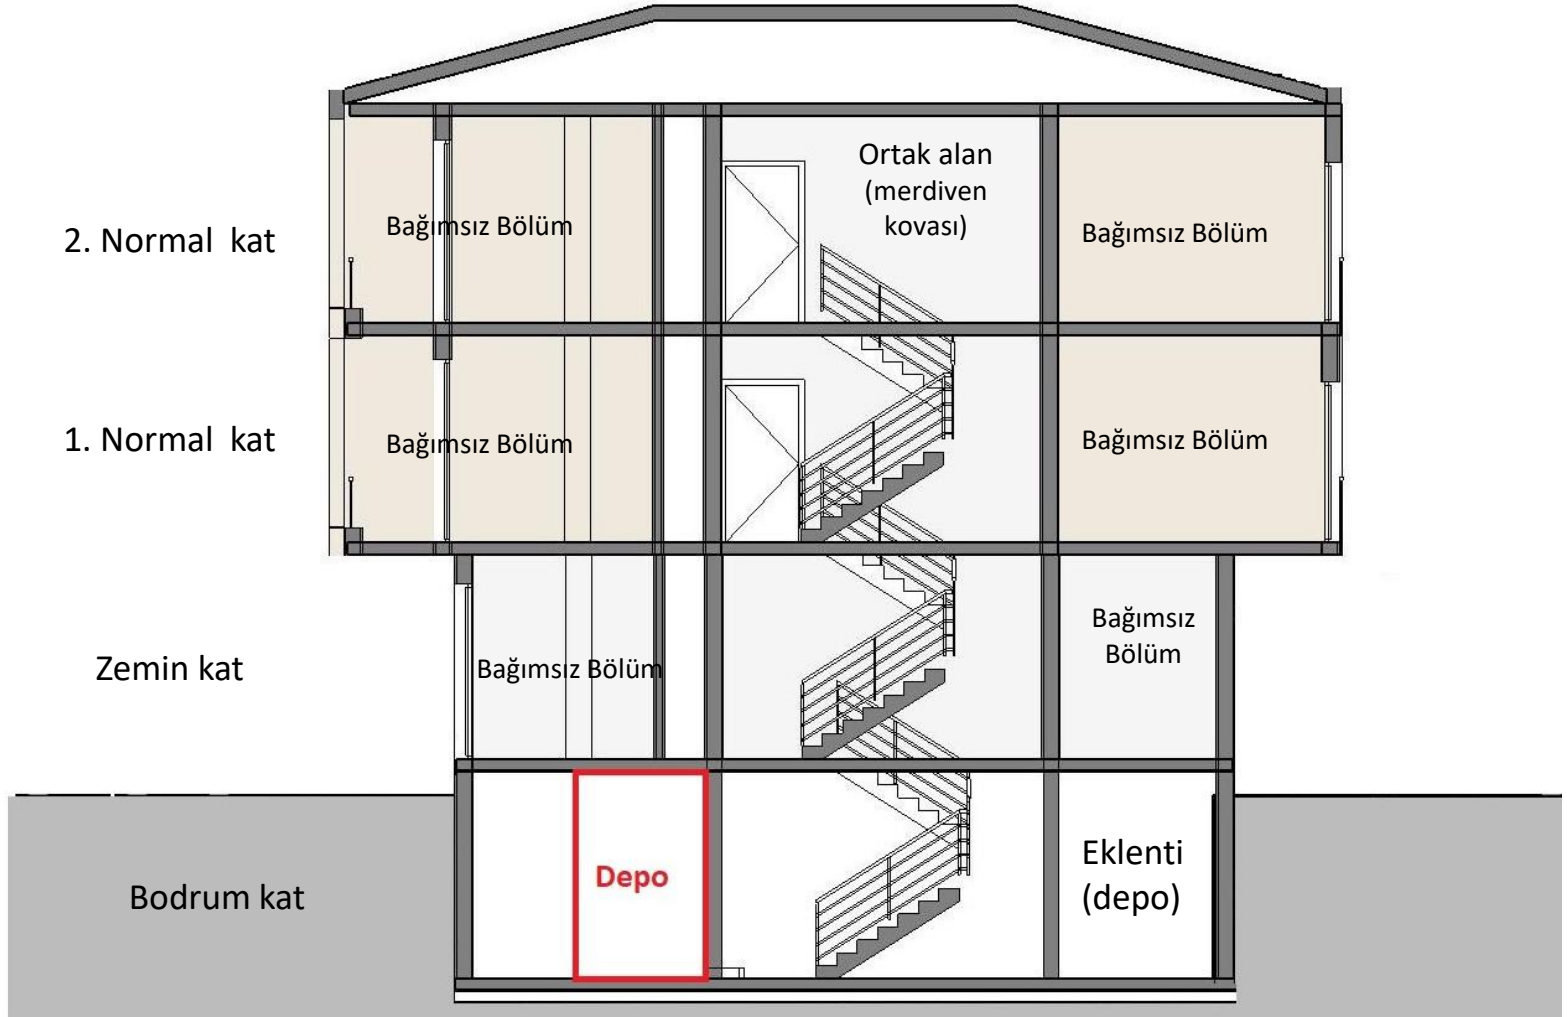 Ortak alan
(merdiven
kovası)
2. Normal kat
Bağımsız Bölüm
Bağımsız Bölüm
1. Normal kat
Bağımsız Bölüm
Bağımsız Bölüm
Zemin kat
Bağımsız Bölüm
Bağımsız
Bölüm
Bodrum kat
Depo
Eklenti
(depo)